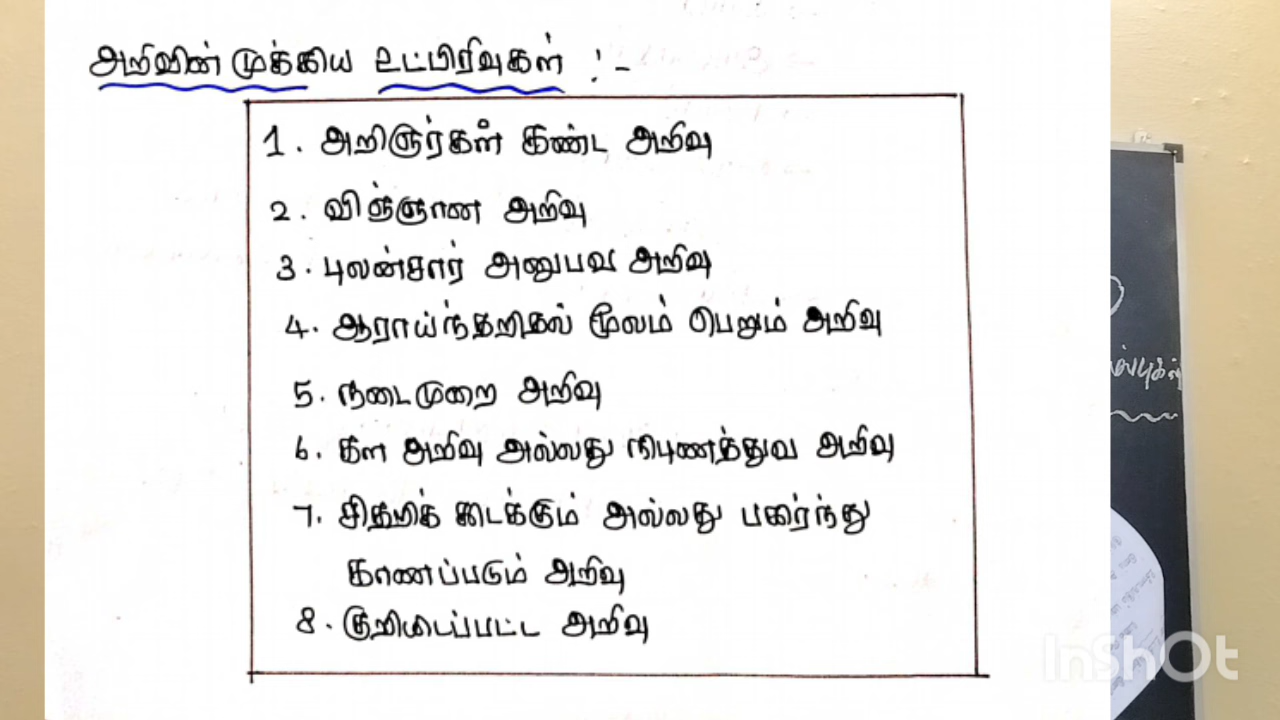 அறிவின் முக்கிய உட்பிரிவுகள் :-
1. அறிஞர்கள் கண்ட அறிவு
2. விஞ்ஞான அறிவு
3. புலன்சார் அனுபவ அறிவு
4. ஆராய்ந்தறிதல் மூலம் பெறும் அறிவு
5. நடைமுறை அறிவு
6. கள அறிவு அல்லது நிபுணத்துவ அறிவு
7. சிதறிக் கிடைக்கும் அல்லது பகிர்ந்து
காணப்படும் அறிவு
8. குறியிடப்பட்ட அறிவு
InShOt